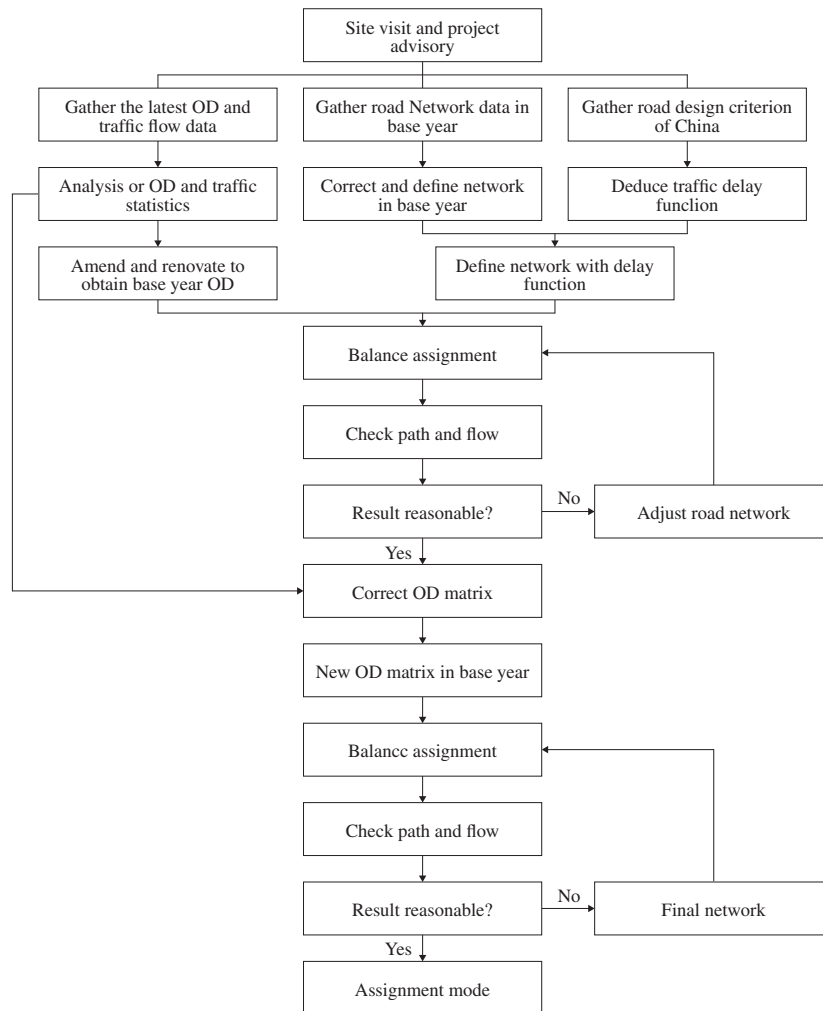 Site visit and project
advisory
Gather the latest OD and
traffic flow data
Gather road Network data in
base year
Gather road design criterion
of China
Analysis or OD and traffic
statistics
Correct and define network
in base year
Deduce traffic delay
funclion
Amend and renovate to
obtain base year OD
Define network with delay
function
Balance assignment
Check path and flow
Result reasonable?
No
Adjust road network
Yes
Correct OD matrix
New OD matrix in base year
Balancc assignment
Check path and flow
Result reasonable?
No
Final network
Yes
Assignment mode